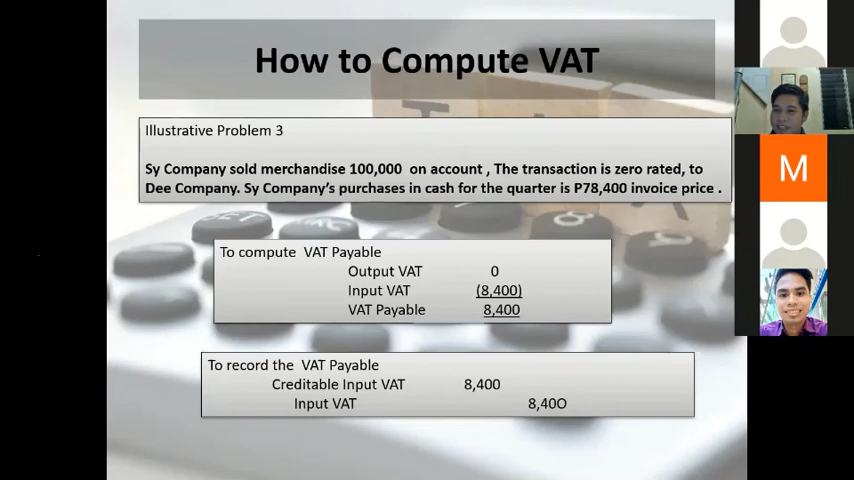 How to Compute VAT
Illustrative Problem 3
Sy Company sold merchandise 100,000 on account , The transaction is zero rated, to
Dee Company. Sy Company's purchases in cash for the quarter is P78,400 invoice price .
M
To compute VAT Payable
Output VAT 0
Input VAT (8,400)
VAT Payable 8,400
To record the VAT Payable
Creditable Input VAT 8,400
Input VAT 8,40O